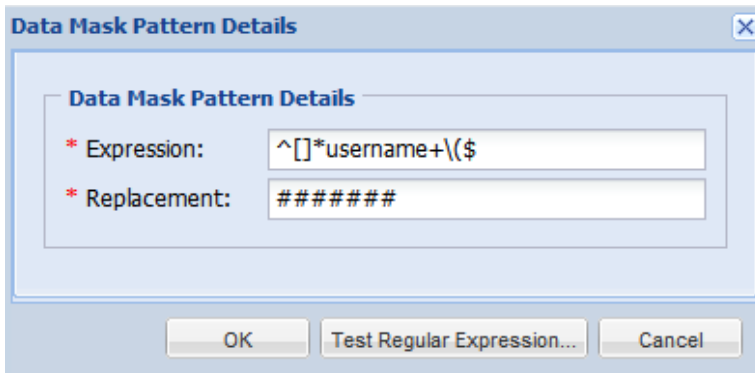 Data Mask Pattern Details
Data Mask Pattern Details
* Expression: ^[]*username+\($
* Replacement: #######
OK Test Regular Expression... Cancel